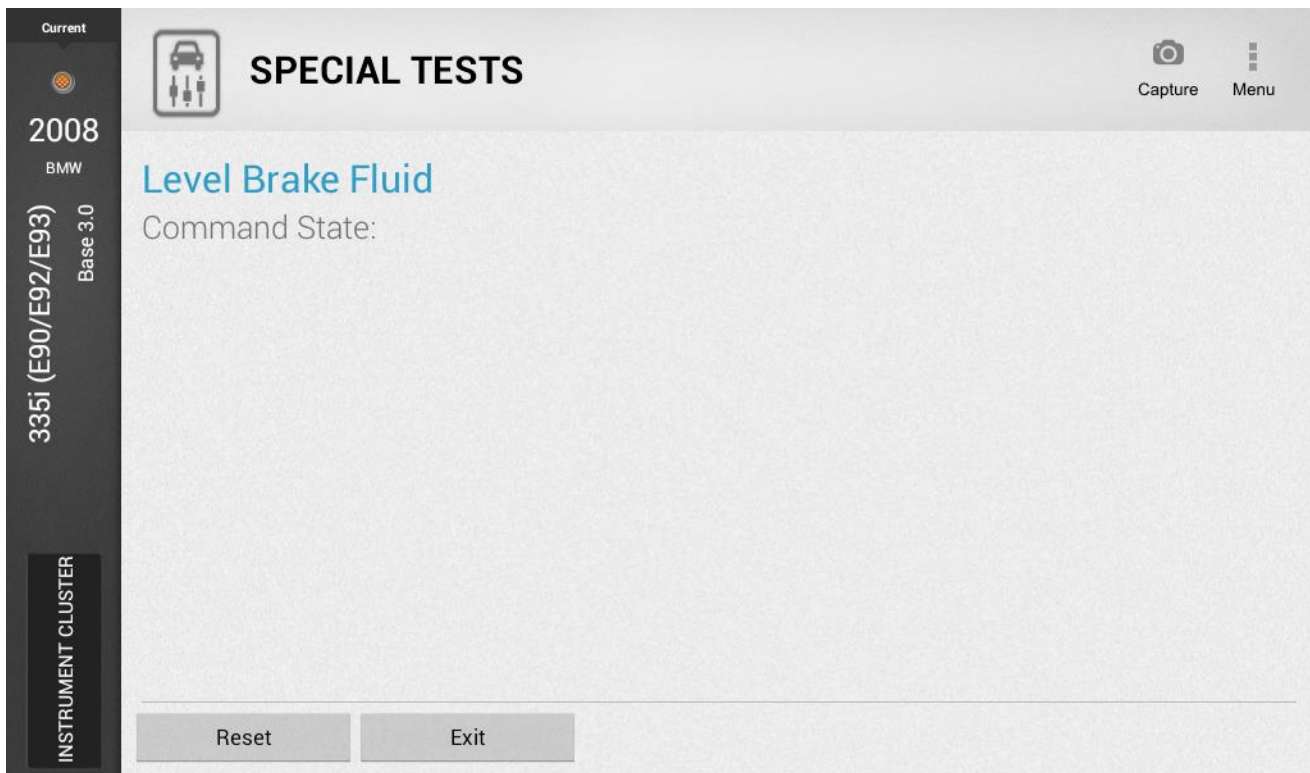 Current
2008
BMW
335i (E90/E92/E93)
Base 3.0
INSTRUMENT CLUSTER
SPECIAL TESTS
Capture
Menu
Level Brake Fluid
Command State:
Reset
Exit